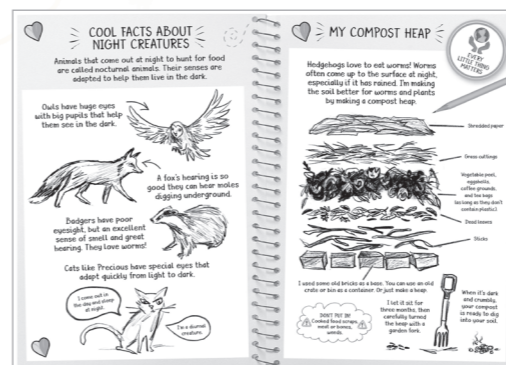 COOL FACTS ABOUT
NIGHT CREATURES
Animals that come out at night to hunt for food
are called nocturnal animals. Their senses are
adapted to help them live in the dark.
Owls have huge eyes
with big pupils that help
them see in the dark.
A fox's hearing is so
good they can hear moles
digging underground.
Badgers have poor
eyesight, but an excellent
sense of smell and great
hearing. They love worms!
Cats like Precious have special eyes that
adapt quickly from light to dark.
I come out in
the day and sleep
at night.
I'm a diurnal
creature.
MY COMPOST HEAP
EVERY
LITTLE THING
MATTERS
Hedgehogs love to eat worms! Worms
often come up to the surface at night,
especially if it has rained. I'm making
the soil better for worms and plants
by making a compost heap.
Shredded paper
Grass cuttings
Vegetable peel,
eggshells,
coffee grounds,
and tea bags
(as long as they don't
contain plastic)
Dead leaves
Sticks
I used some old bricks as a base. You can use an old
crate or bin as a container. Or just make a heap.
DON'T PUT IN:
Cooked food scraps,
meat or bones,
weeds.
I let it sit for
three months, then
carefully turned
the heap with a
garden fork.
When it's dark
and crumbly,
your compost
is ready to dig
into your soil.